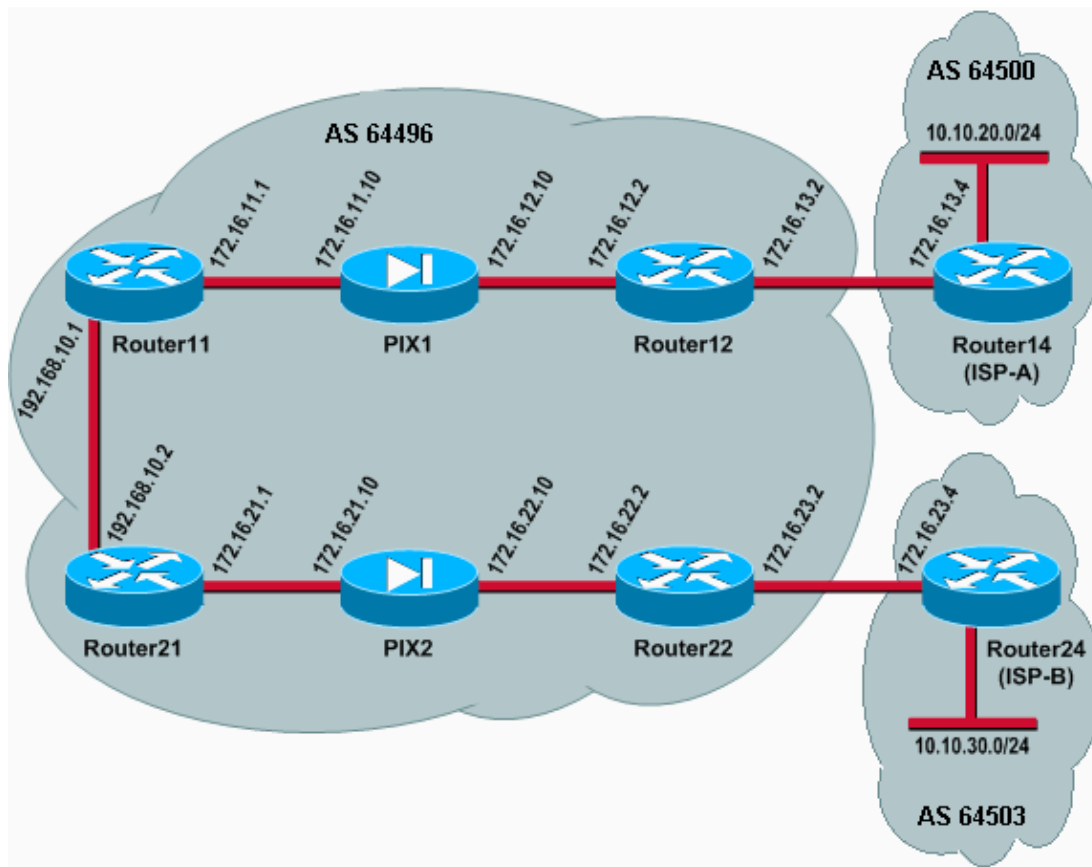 AS 64500
AS 64496
10.10.20.0/24
172.16.11.1
172.16.11.10
172.16.12.10
172.16.12.2
172.16.13.2
172.16.13.4
Router11
PIX1
Router12
Router14
(ISP-A)
192.168.10.1
192.168.10.2
172.16.21.1
172.16.21.10
172.16.22.10
172.16.22.2
172.16.23.2
172.16.23.4
Router21
PIX2
Router22
Router24
(ISP-B)
10.10.30.0/24
AS 64503